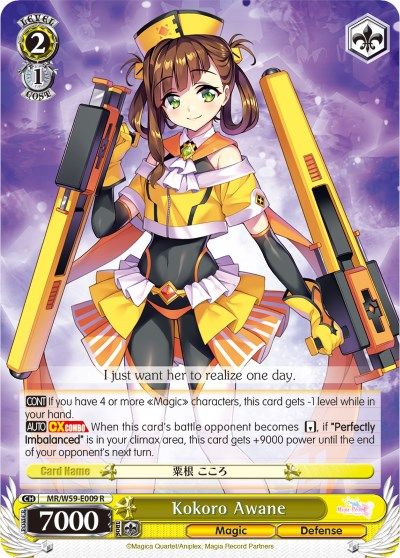 LEVEL
2
1
COST
I just want her to realize one day.
CONT If you have 4 or more «Magic» characters, this card gets -1 level while in
your hand.
AUTO CXCOMBO When this card's battle opponent becomes [▼], if "Perfectly
Imbalanced" is in your climax area, this card gets +9000 power until the end
of your opponent's next turn.
Card Name
粟根 こころ
CH MR/W59-E009 R
Kokoro Awane
POWER 7000 SOUL
Magic Defense
©Magica Quartet/Aniplex, Magia Record Partners